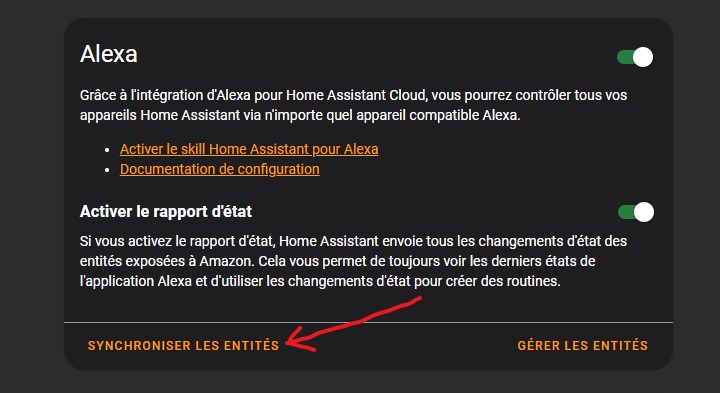 Alexa
Grâce à l'intégration d'Alexa pour Home Assistant Cloud, vous pourrez contrôler tous vos
appareils Home Assistant via n'importe quel appareil compatible Alexa.
Activer le skill Home Assistant pour Alexa
Documentation de configuration
Activer le rapport d'état
Si vous activez le rapport d'état, Home Assistant envoie tous les changements d'état des
entités exposées à Amazon. Cela vous permet de toujours voir les derniers états de
l'application Alexa et d'utiliser les changements d'état pour créer des routines.
SYNCHRONISER LES ENTITÉS
GÉRER LES ENTITÉS